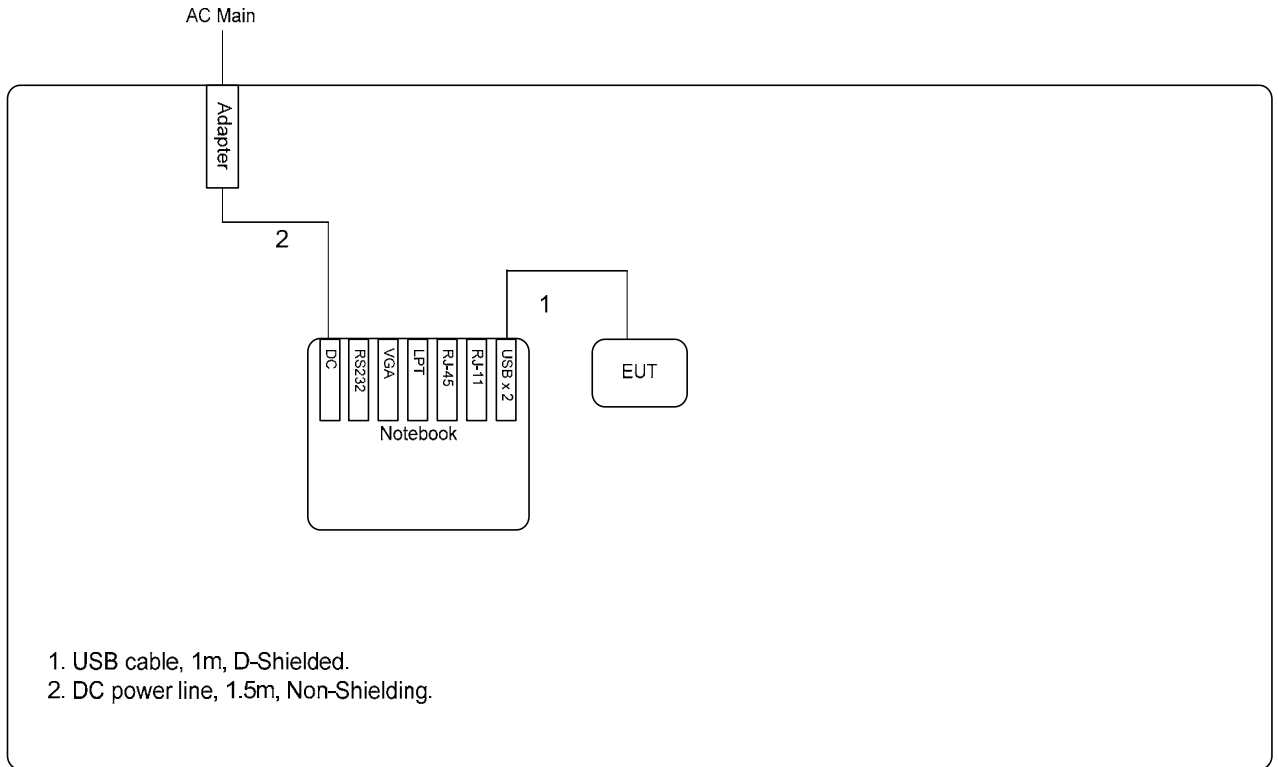 AC Main
Adapter
2
1
DC
RS232
VGA
LPT
RJ-45
RJ-11
USB x 2
EUT
Notebook
1. USB cable, 1m, D-Shielded.
2. DC power line, 1.5m, Non-Shielding.